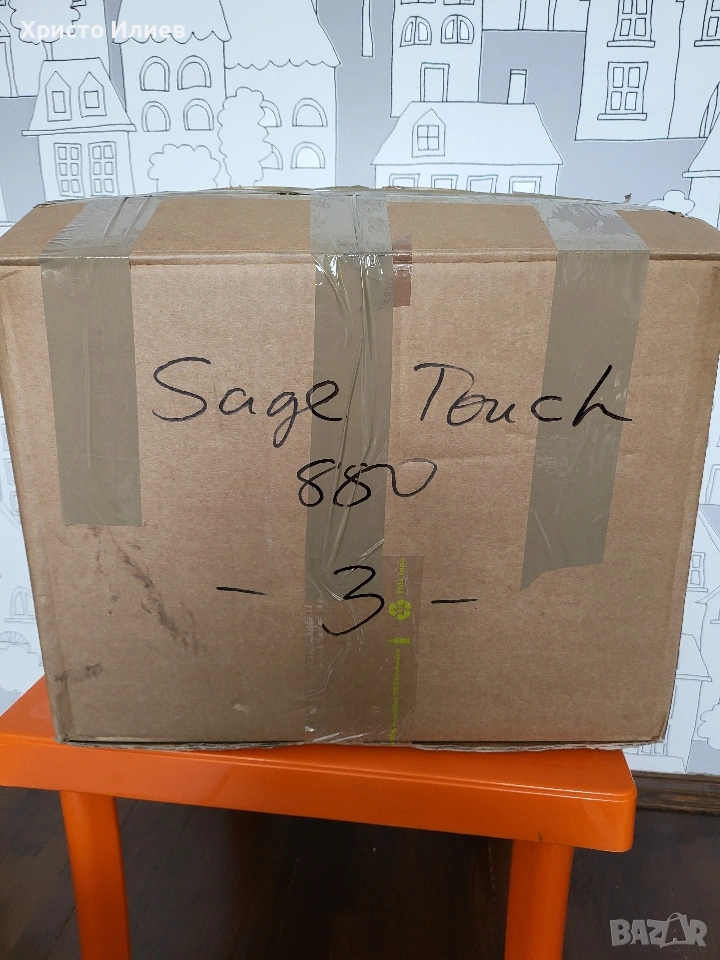 Христо Илиев
Sage Touch
880
- 3 -
BAZAR